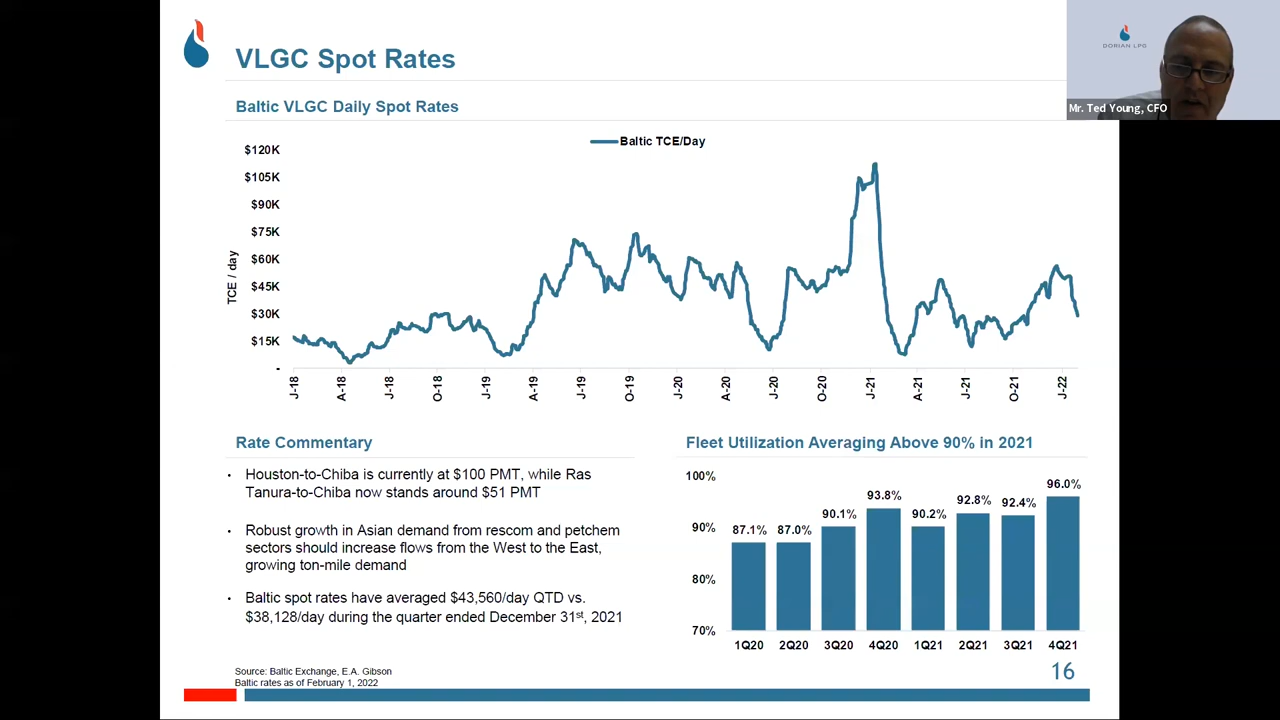 VLGC Spot Rates
DORIAN LPG
Mr. Ted Young, CFO
Baltic VLGC Daily Spot Rates
Baltic TCE/Day
$120K
$105K
$90K
$75K
$60K
$45K
$30K
$15K
-
TCE / day
J-18
A-18
J-18
O-18
J-19
A-19
J-19
O-19
J-20
A-20
J-20
O-20
J-21
A-21
J-21
O-21
J-22
Rate Commentary
• Houston-to-Chiba is currently at $100 PMT, while Ras
Tanura-to-Chiba now stands around $51 PMT
• Robust growth in Asian demand from rescom and petchem
sectors should increase flows from the West to the East,
growing ton-mile demand
• Baltic spot rates have averaged $43,560/day QTD vs.
$38,128/day during the quarter ended December 31st, 2021
Fleet Utilization Averaging Above 90% in 2021
100%
90%
80%
70%
87.1%
87.0%
90.1%
93.8%
90.2%
92.8%
92.4%
96.0%
1Q20
2Q20
3Q20
4Q20
1Q21
2Q21
3Q21
4Q21
Source: Baltic Exchange, E.A. Gibson
Baltic rates as of February 1, 2022
16